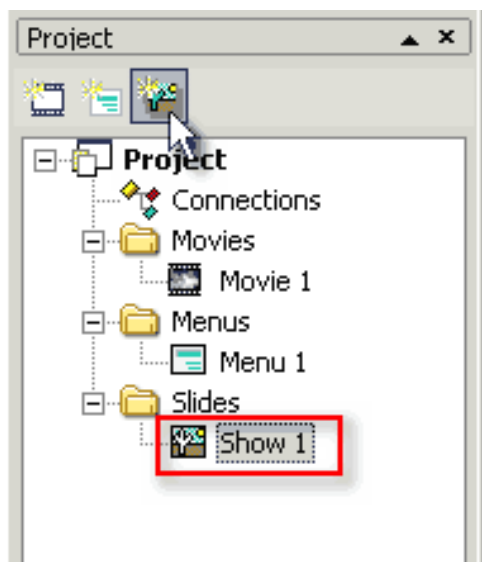 Project
Project
Connections
Movies
Movie 1
Menus
Menu 1
Slides
Show 1